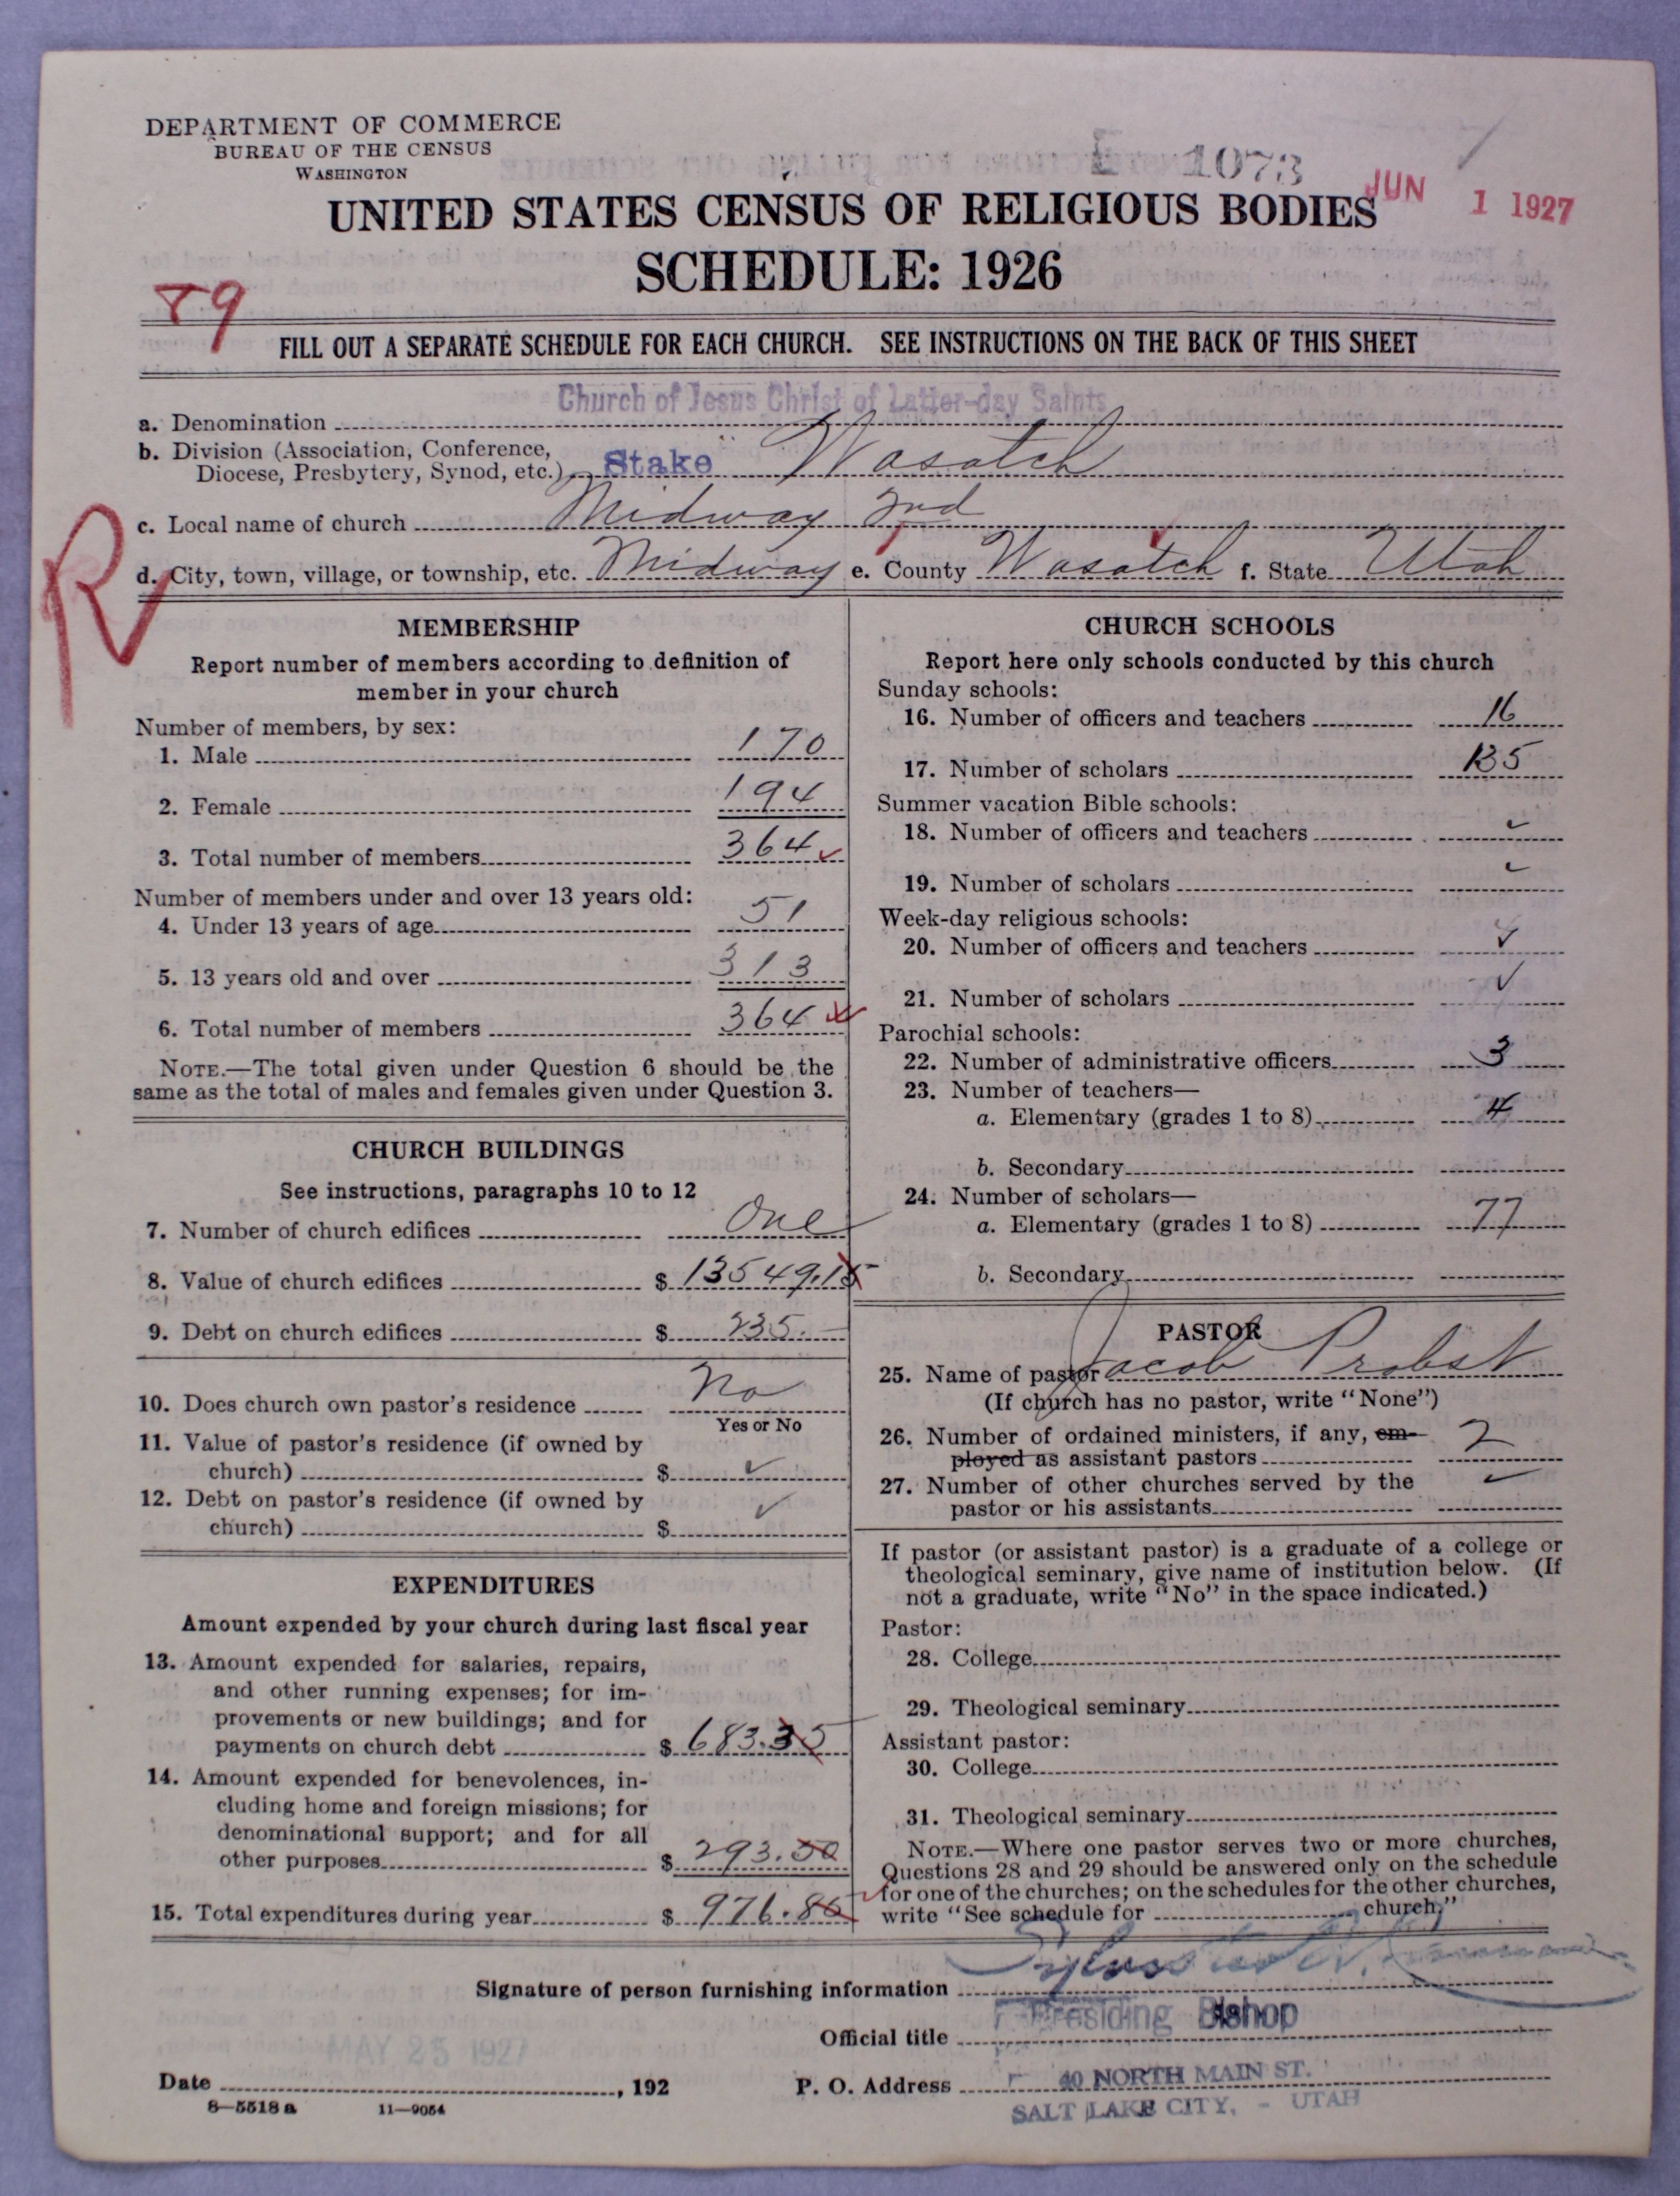 DEPARTMENT OF COMMERCE
BUREAU OF THE CENSUS
WASHINGTON
E 1073
JUN 1 1927
UNITED STATES CENSUS OF RELIGIOUS BODIES
SCHEDULE: 1926
89
FILL OUT A SEPARATE SCHEDULE FOR EACH CHURCH. SEE INSTRUCTIONS ON THE BACK OF THIS SHEET
a. Denomination Church of Jesus Christ of Latter-day Saints
b. Division (Association, Conference,
Diocese, Presbytery, Synod, etc.) Stake Wasatch
c. Local name of church Midway 2nd
d. City, town, village, or township, etc. Midway e. County Wasatch f. State Utah
R
MEMBERSHIP
Report number of members according to definition of
member in your church
Number of members, by sex:
1. Male 170
2. Female 194
3. Total number of members 364
Number of members under and over 13 years old:
4. Under 13 years of age 51
5. 13 years old and over 313
6. Total number of members 364
NOTE.—The total given under Question 6 should be the
same as the total of males and females given under Question 3.
CHURCH BUILDINGS
See instructions, paragraphs 10 to 12
7. Number of church edifices One
8. Value of church edifices $ 13549.15
9. Debt on church edifices $ 235.—
10. Does church own pastor's residence No
Yes or No
11. Value of pastor's residence (if owned by
church) $ ✓
12. Debt on pastor's residence (if owned by
church) $ ✓
EXPENDITURES
Amount expended by your church during last fiscal year
13. Amount expended for salaries, repairs,
and other running expenses; for im-
provements or new buildings; and for
payments on church debt $ 683.35
14. Amount expended for benevolences, in-
cluding home and foreign missions; for
denominational support; and for all
other purposes $ 293.50
15. Total expenditures during year $ 976.85
CHURCH SCHOOLS
Report here only schools conducted by this church
Sunday schools:
16. Number of officers and teachers 16
17. Number of scholars 135
Summer vacation Bible schools:
18. Number of officers and teachers ✓
19. Number of scholars ✓
Week-day religious schools:
20. Number of officers and teachers ✓
21. Number of scholars ✓
Parochial schools:
22. Number of administrative officers 3
23. Number of teachers—
a. Elementary (grades 1 to 8) 4
b. Secondary
24. Number of scholars—
a. Elementary (grades 1 to 8) 77
b. Secondary
PASTOR
25. Name of pastor Jacob Probst
(If church has no pastor, write "None")
26. Number of ordained ministers, if any, em-
ployed as assistant pastors 2
27. Number of other churches served by the
pastor or his assistants ✓
If pastor (or assistant pastor) is a graduate of a college or
theological seminary, give name of institution below. (If
not a graduate, write "No" in the space indicated.)
Pastor:
28. College
29. Theological seminary
Assistant pastor:
30. College
31. Theological seminary
NOTE.—Where one pastor serves two or more churches,
Questions 28 and 29 should be answered only on the schedule
for one of the churches; on the schedules for the other churches,
write "See schedule for church."
Signature of person furnishing information
Official title Presiding Bishop
MAY 25 1927
Date , 192
P. O. Address 40 NORTH MAIN ST.
SALT LAKE CITY, - UTAH
8—5518 a 11—9054